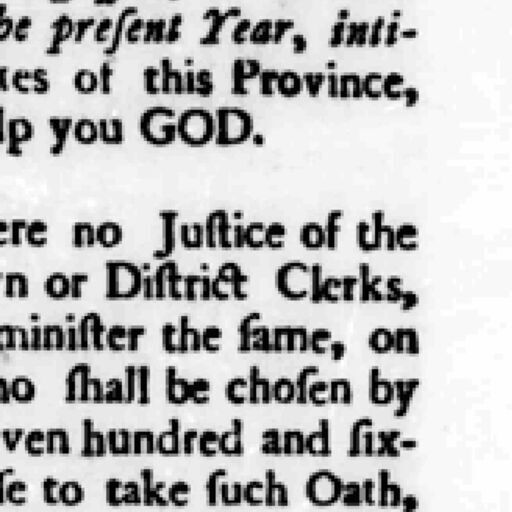 be preſent Year, inti-
tes of this Province,
lp you GOD.
ere no Juſtice of the
n or Diſtrict Clerks,
miniſter the ſame, on
ho ſhall be choſen by
ven hundred and ſix-
ſe to take ſuch Oath,